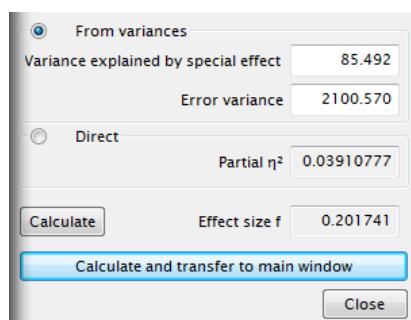 From variances
Variance explained by special effect 85.492
Error variance 2100.570
Direct
Partial η² 0.03910777
Calculate Effect size f 0.201741
Calculate and transfer to main window
Close